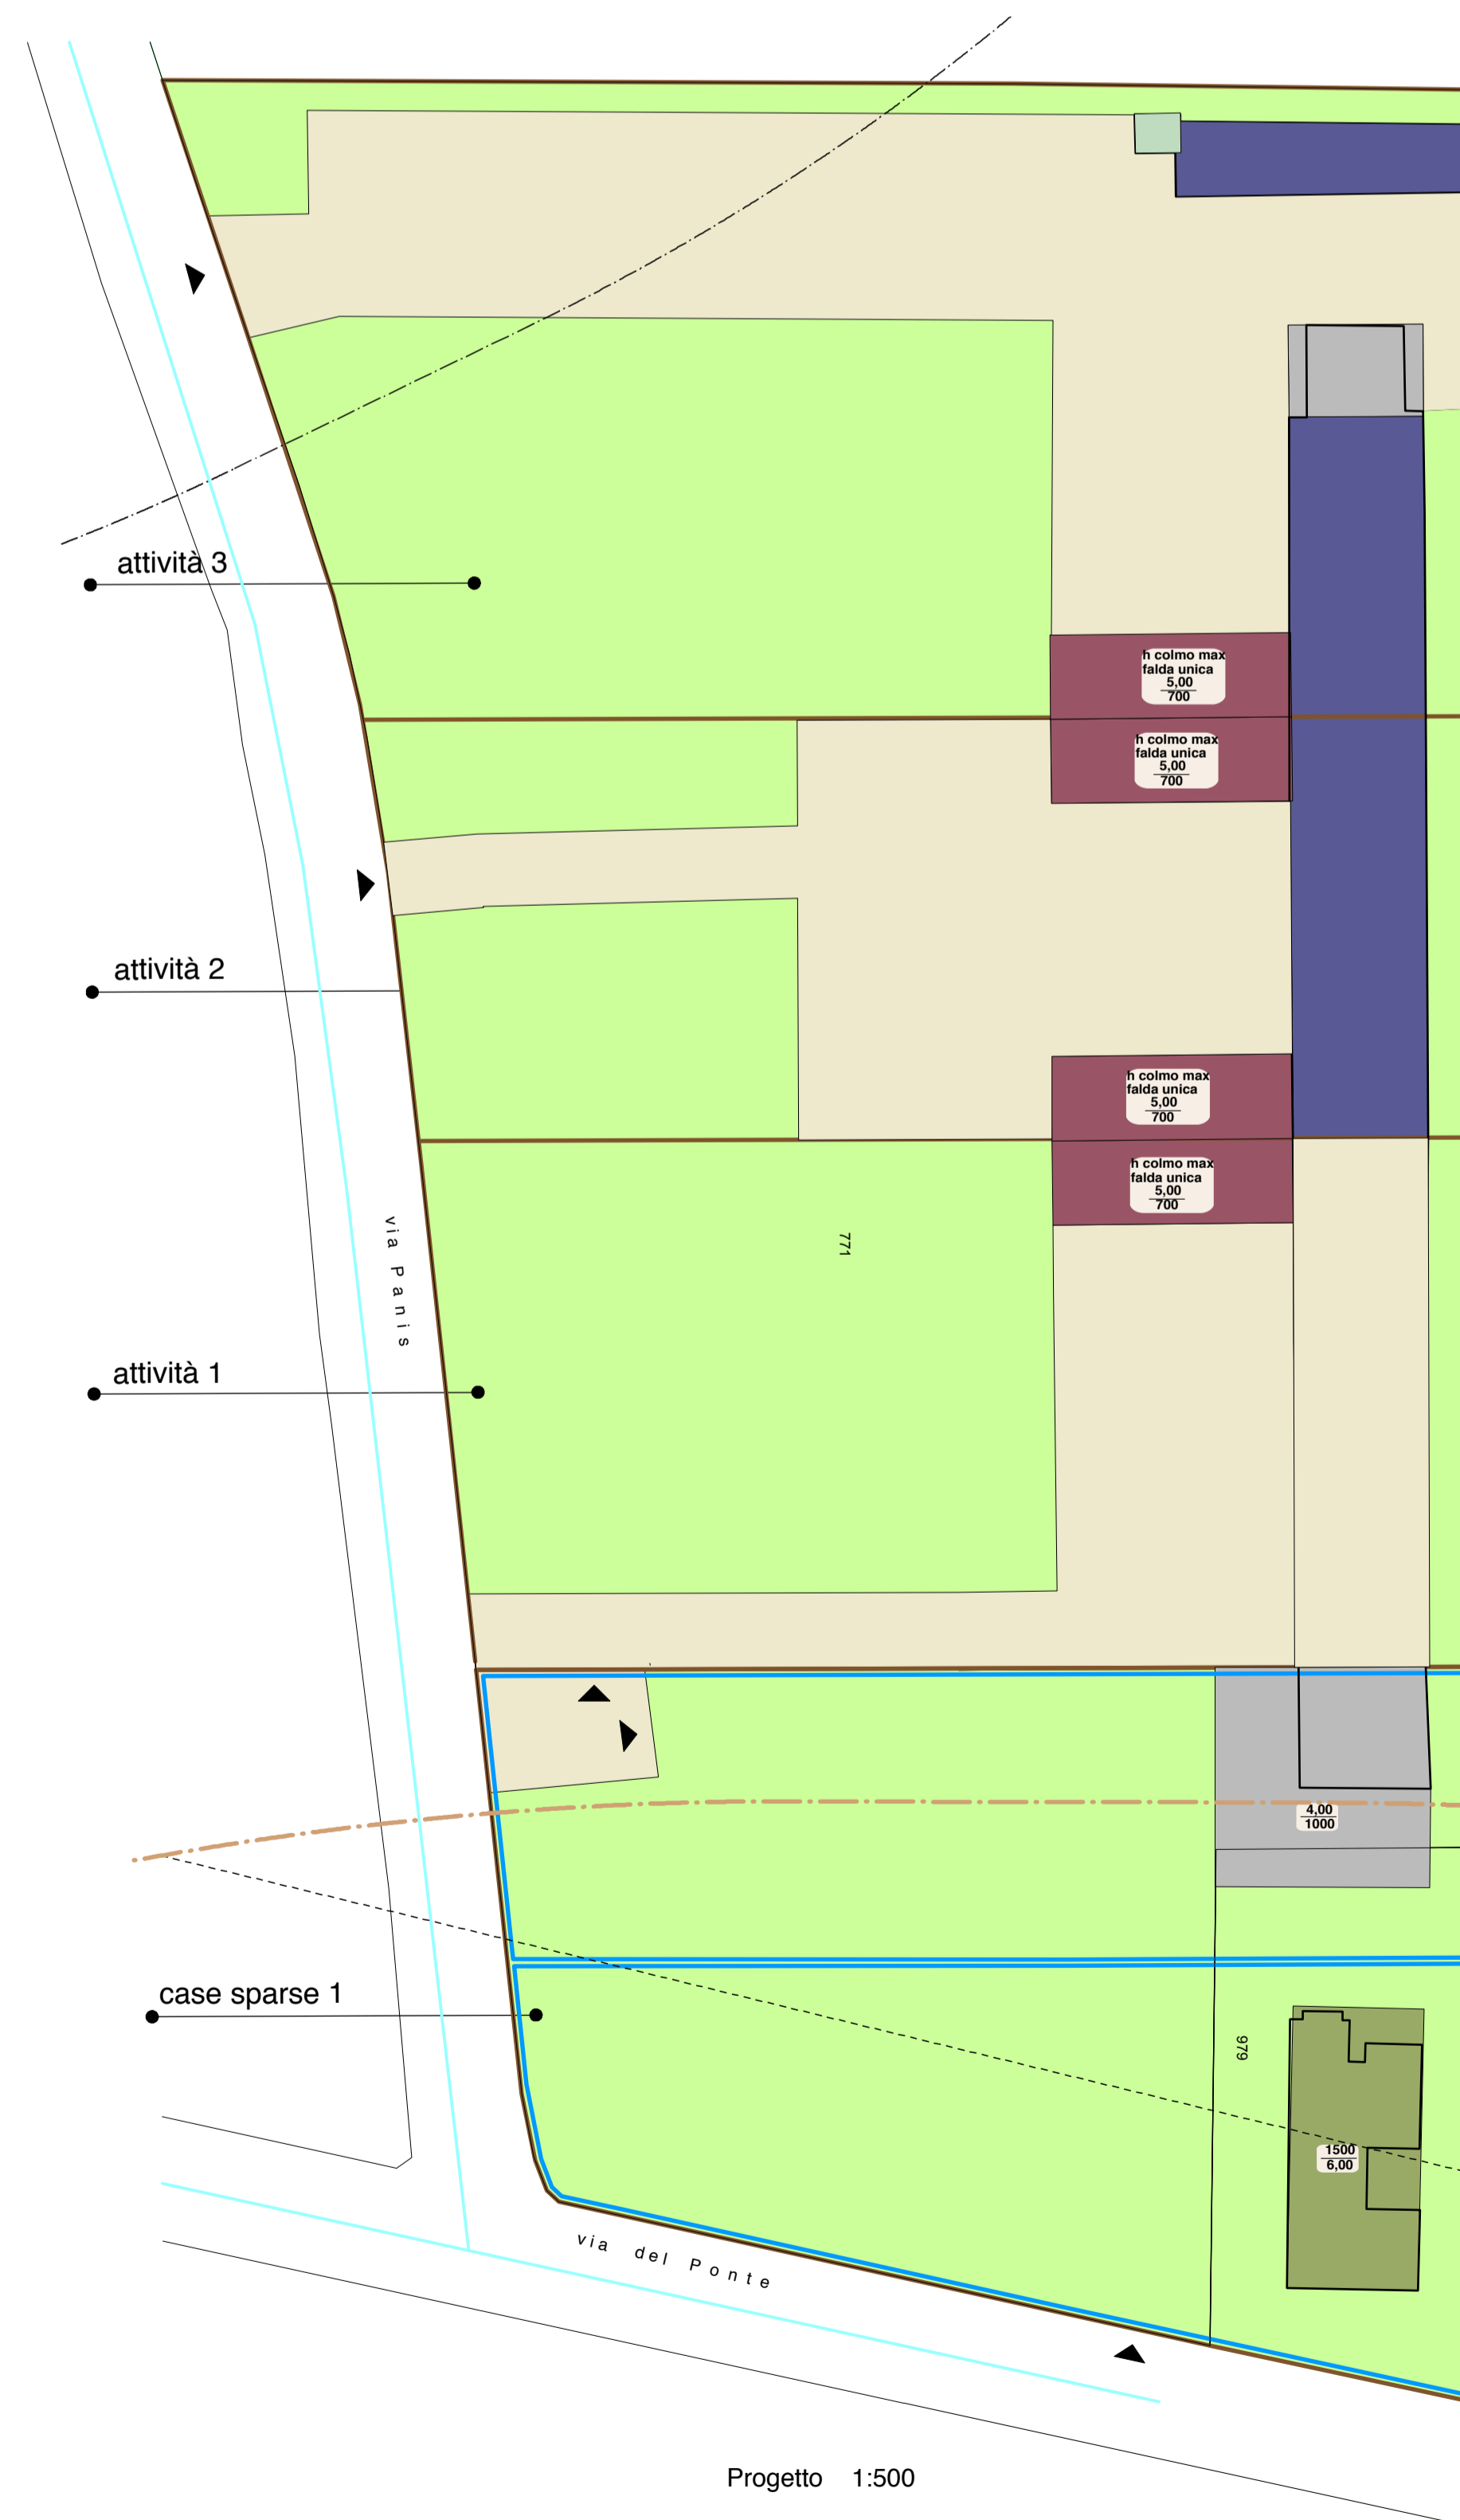 attività 3
h colmo max
falda unica
5,00
700
h colmo max
falda unica
5,00
700
attività 2
h colmo max
falda unica
5,00
700
h colmo max
falda unica
5,00
700
via Panis
771
attività 1
4,00
1000
case sparse 1
979
1500
6,00
via del Ponte
Progetto 1:500